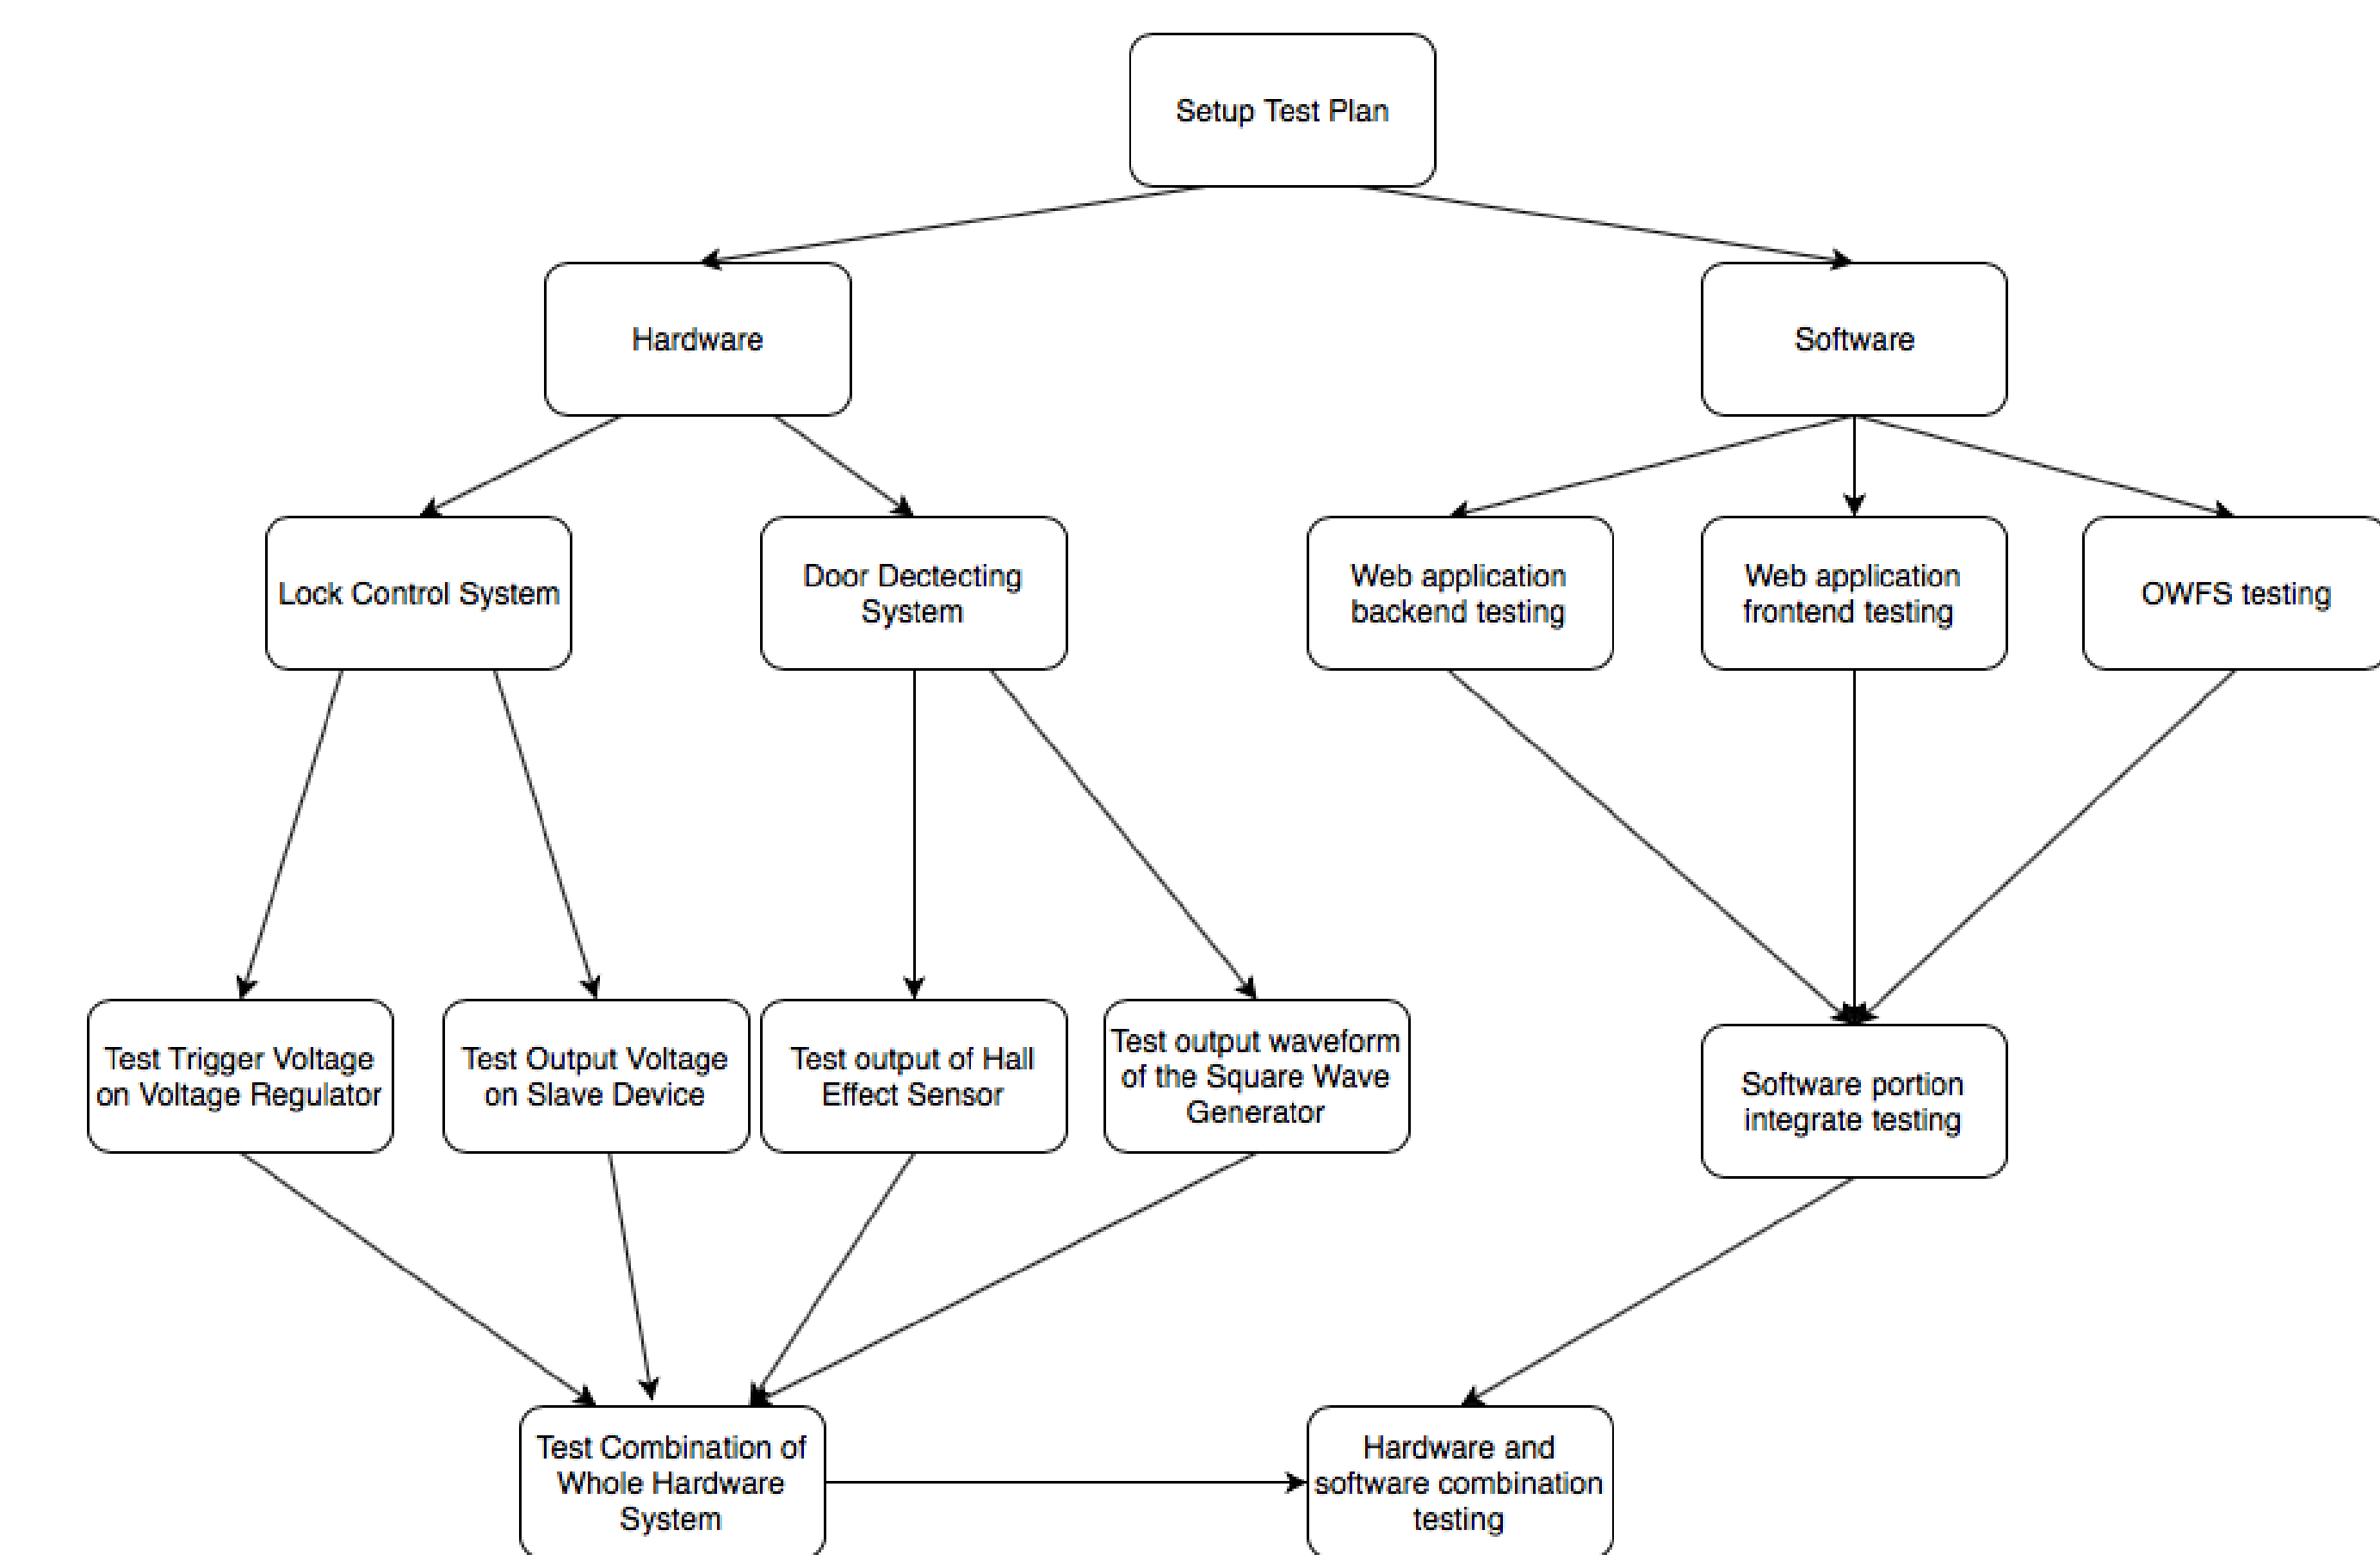 Setup Test Plan
Hardware
Software
Lock Control System
Door Dectecting
System
Web application
backend testing
Web application
frontend testing
OWFS testing
Test Trigger Voltage
on Voltage Regulator
Test Output Voltage
on Slave Device
Test output of Hall
Effect Sensor
Test output waveform
of the Square Wave
Generator
Software portion
integrate testing
Test Combination of
Whole Hardware
System
Hardware and
software combination
testing